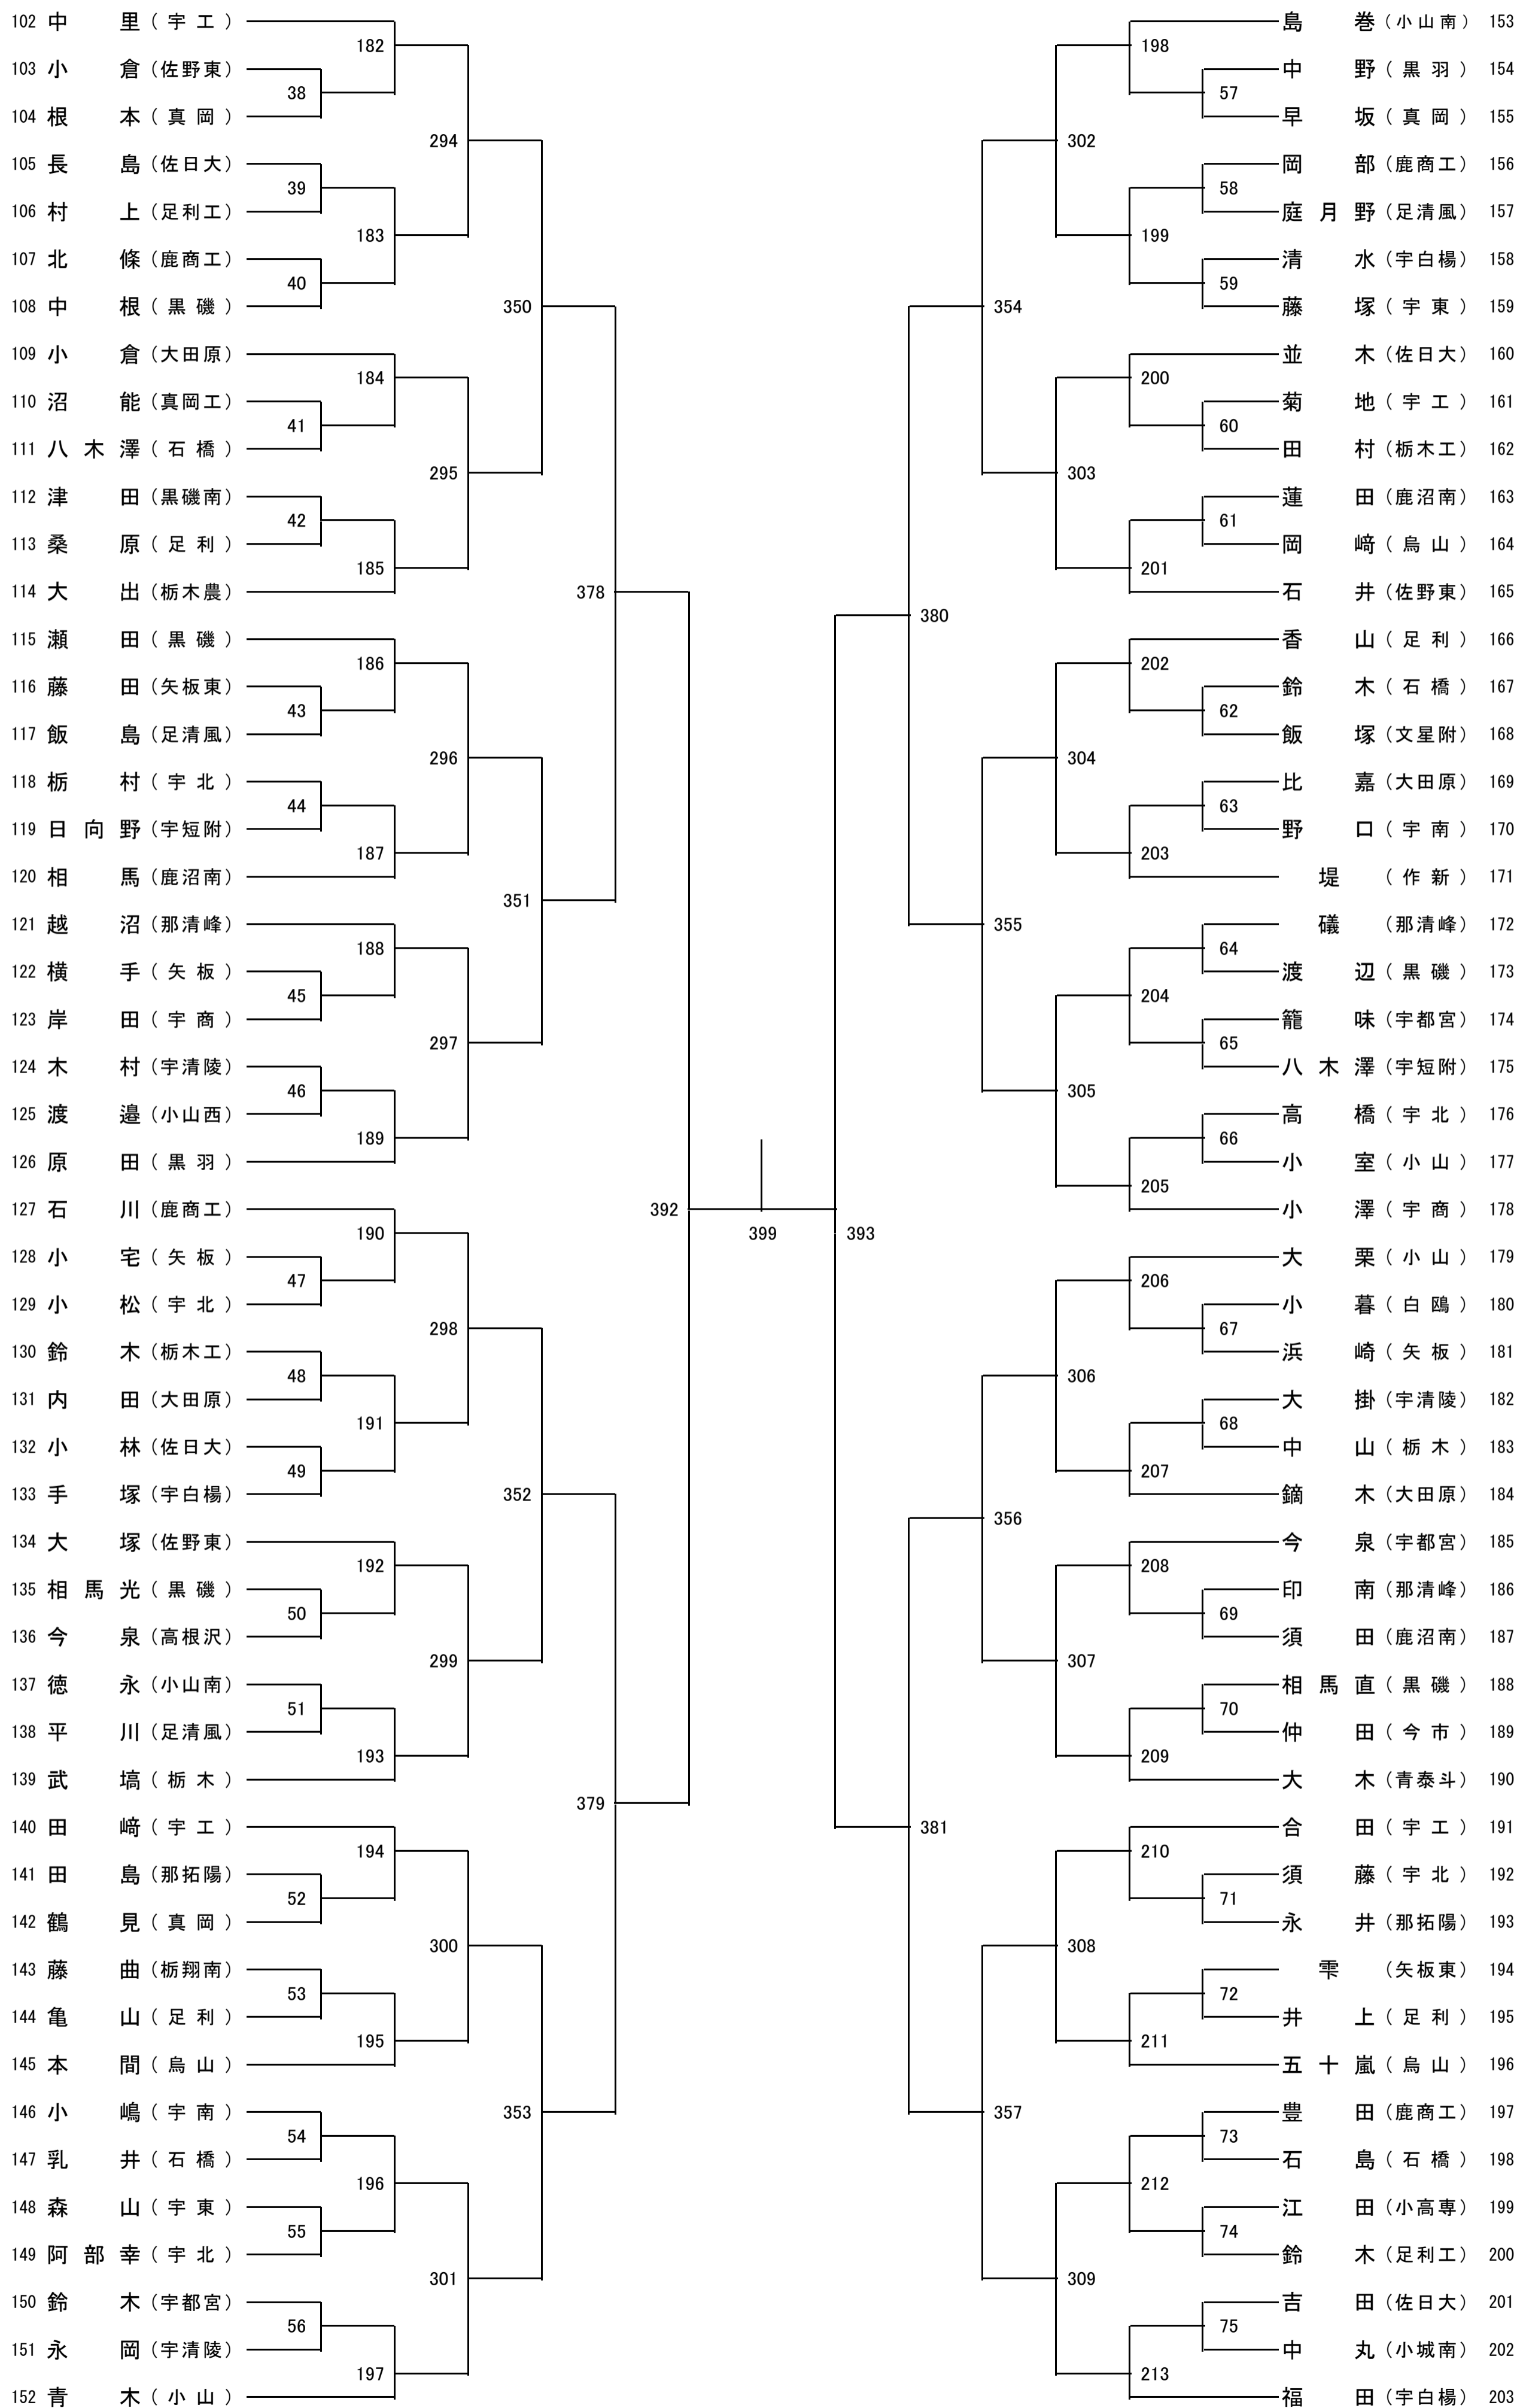 102 中里（宇工）
182
103 小倉（佐野東）
38
104 根本（真岡）
294
105 長島（佐日大）
39
106 村上（足利工）
183
107 北條（鹿商工）
40
108 中根（黒磯）
350
109 小倉（大田原）
184
110 沼能（真岡工）
41
111 八木澤（石橋）
295
112 津田（黒磯南）
42
113 桑原（足利）
185
114 大出（栃木農）
378
115 瀬田（黒磯）
186
116 藤田（矢板東）
43
117 飯島（足清風）
296
118 栃村（宇北）
44
119 日向野（宇短附）
187
120 相馬（鹿沼南）
351
121 越沼（那清峰）
188
122 横手（矢板）
45
123 岸田（宇商）
297
124 木村（宇清陵）
46
125 渡邉（小山西）
189
126 原田（黒羽）
127 石川（鹿商工）
392
190
128 小宅（矢板）
47
129 小松（宇北）
298
130 鈴木（栃木工）
48
131 内田（大田原）
191
132 小林（佐日大）
49
133 手塚（宇白楊）
352
134 大塚（佐野東）
192
135 相馬光（黒磯）
50
136 今泉（高根沢）
299
137 徳永（小山南）
51
138 平川（足清風）
193
139 武塙（栃木）
379
140 田﨑（宇工）
194
141 田島（那拓陽）
52
142 鶴見（真岡）
300
143 藤曲（栃翔南）
53
144 亀山（足利）
195
145 本間（烏山）
146 小嶋（宇南）
353
54
147 乳井（石橋）
196
148 森山（宇東）
55
149 阿部幸（宇北）
301
150 鈴木（宇都宮）
56
151 永岡（宇清陵）
197
152 青木（小山）
399
島巻（小山南） 153
198
中野（黒羽） 154
57
早坂（真岡） 155
302
岡部（鹿商工） 156
58
庭月野（足清風） 157
199
清水（宇白楊） 158
59
藤塚（宇東） 159
354
並木（佐日大） 160
200
菊地（宇工） 161
60
田村（栃木工） 162
303
蓮田（鹿沼南） 163
61
岡﨑（烏山） 164
201
石井（佐野東） 165
380
香山（足利） 166
202
鈴木（石橋） 167
62
飯塚（文星附） 168
304
比嘉（大田原） 169
63
野口（宇南） 170
203
堤（作新） 171
355
礒（那清峰） 172
64
渡辺（黒磯） 173
204
籠味（宇都宮） 174
65
八木澤（宇短附） 175
305
高橋（宇北） 176
66
小室（小山） 177
205
小澤（宇商） 178
393
大栗（小山） 179
206
小暮（白鴎） 180
67
浜崎（矢板） 181
306
大掛（宇清陵） 182
68
中山（栃木） 183
207
鏑木（大田原） 184
356
今泉（宇都宮） 185
208
印南（那清峰） 186
69
須田（鹿沼南） 187
307
相馬直（黒磯） 188
70
仲田（今市） 189
209
大木（青泰斗） 190
381
合田（宇工） 191
210
須藤（宇北） 192
71
永井（那拓陽） 193
308
雫（矢板東） 194
72
井上（足利） 195
211
五十嵐（烏山） 196
357
豊田（鹿商工） 197
73
石島（石橋） 198
212
江田（小高専） 199
74
鈴木（足利工） 200
309
吉田（佐日大） 201
75
中丸（小城南） 202
213
福田（宇白楊） 203